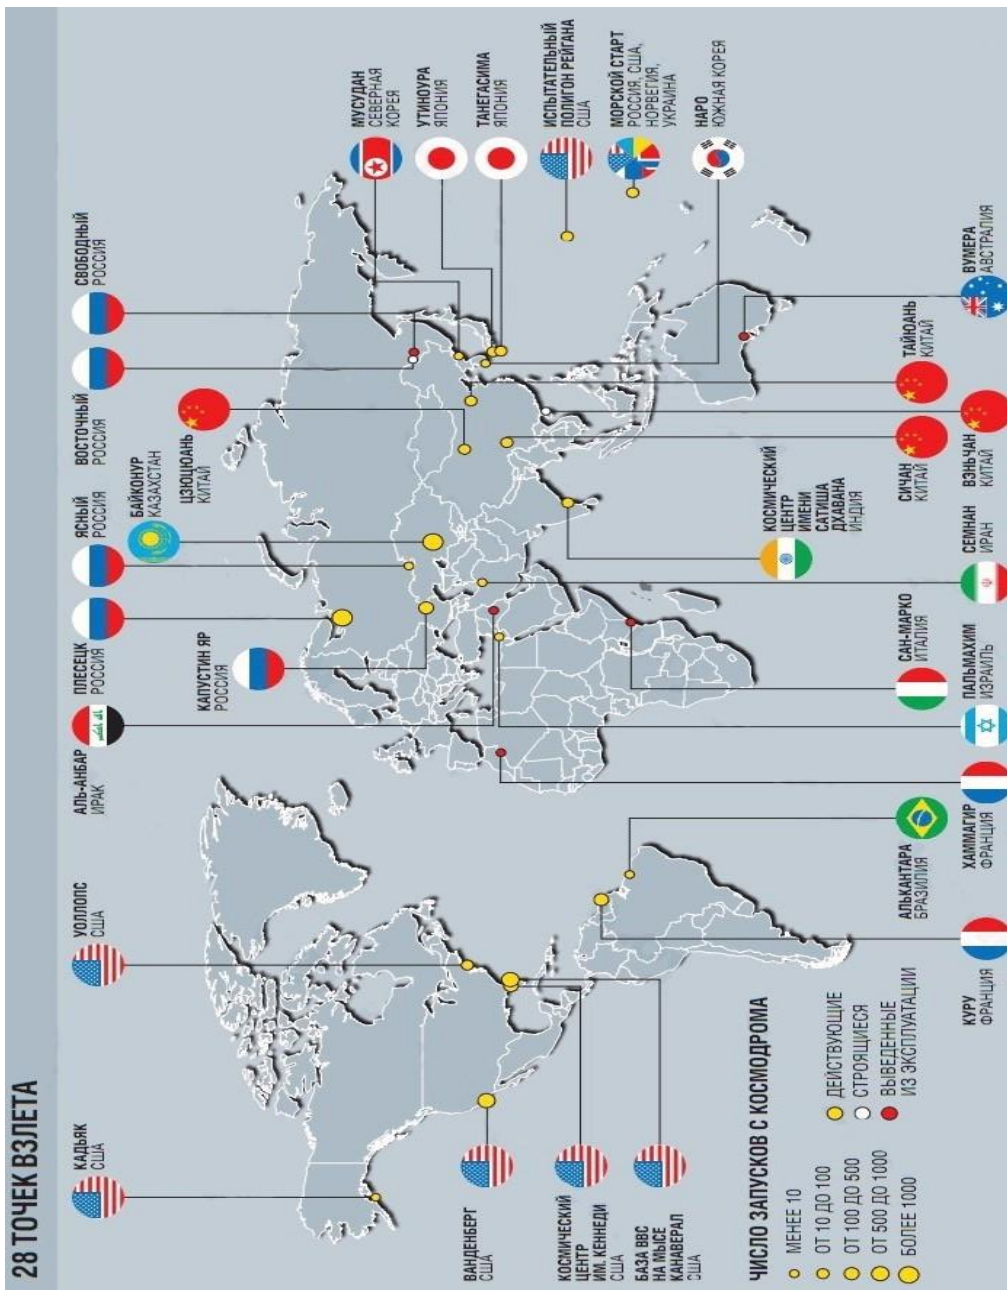 28 ТОЧЕК ВЗЛЕТА
КАДЬЯК
США
УОЛЛОПС
США
АЛЬ-АНБАР
ИРАК
ПЛЕСЕЦК
РОССИЯ
ЯСНЫЙ
РОССИЯ
БАЙКОНУР
КАЗАХСТАН
ЦЗЮЦЮАНЬ
КИТАЙ
ВОСТОЧНЫЙ
РОССИЯ
СВОБОДНЫЙ
РОССИЯ
КАПУСТИН ЯР
РОССИЯ
МУСУДАН
СЕВЕРНАЯ
КОРЕЯ
УТИНОУРА
ЯПОНИЯ
ТАНЕГАСИМА
ЯПОНИЯ
ИСПЫТАТЕЛЬНЫЙ
ПОЛИГОН РЕЙГАНА
США
МОРСКОЙ СТАРТ
РОССИЯ, США,
НОРВЕГИЯ,
УКРАИНА
НАРО
ЮЖНАЯ КОРЕЯ
ВАНДЕНБЕРГ
США
КОСМИЧЕСКИЙ
ЦЕНТР
ИМ. КЕННЕДИ
США
БАЗА ВВС
НА МЫСЕ
КАНАВЕРАЛ
США
КОСМИЧЕСКИЙ
ЦЕНТР
ИМЕНИ
САТИША
ДХАВАНА
ИНДИЯ
АЛЬКАНТАРА
БРАЗИЛИЯ
САН-МАРКО
ИТАЛИЯ
СИЧАН
КИТАЙ
ТАЙЮАНЬ
КИТАЙ
КУРУ
ФРАНЦИЯ
ХАММАГИР
ФРАНЦИЯ
ПАЛЬМАХИМ
ИЗРАИЛЬ
СЕМНАН
ИРАН
ВЭНЬЧАН
КИТАЙ
ВУМЕРА
АВСТРАЛИЯ
ЧИСЛО ЗАПУСКОВ С КОСМОДРОМА
МЕНЕЕ 10
ОТ 10 ДО 100
ОТ 100 ДО 500
ОТ 500 ДО 1000
БОЛЕЕ 1000
ДЕЙСТВУЮЩИЕ
СТРОЯЩИЕСЯ
ВЫВЕДЕННЫЕ
ИЗ ЭКСПЛУАТАЦИИ